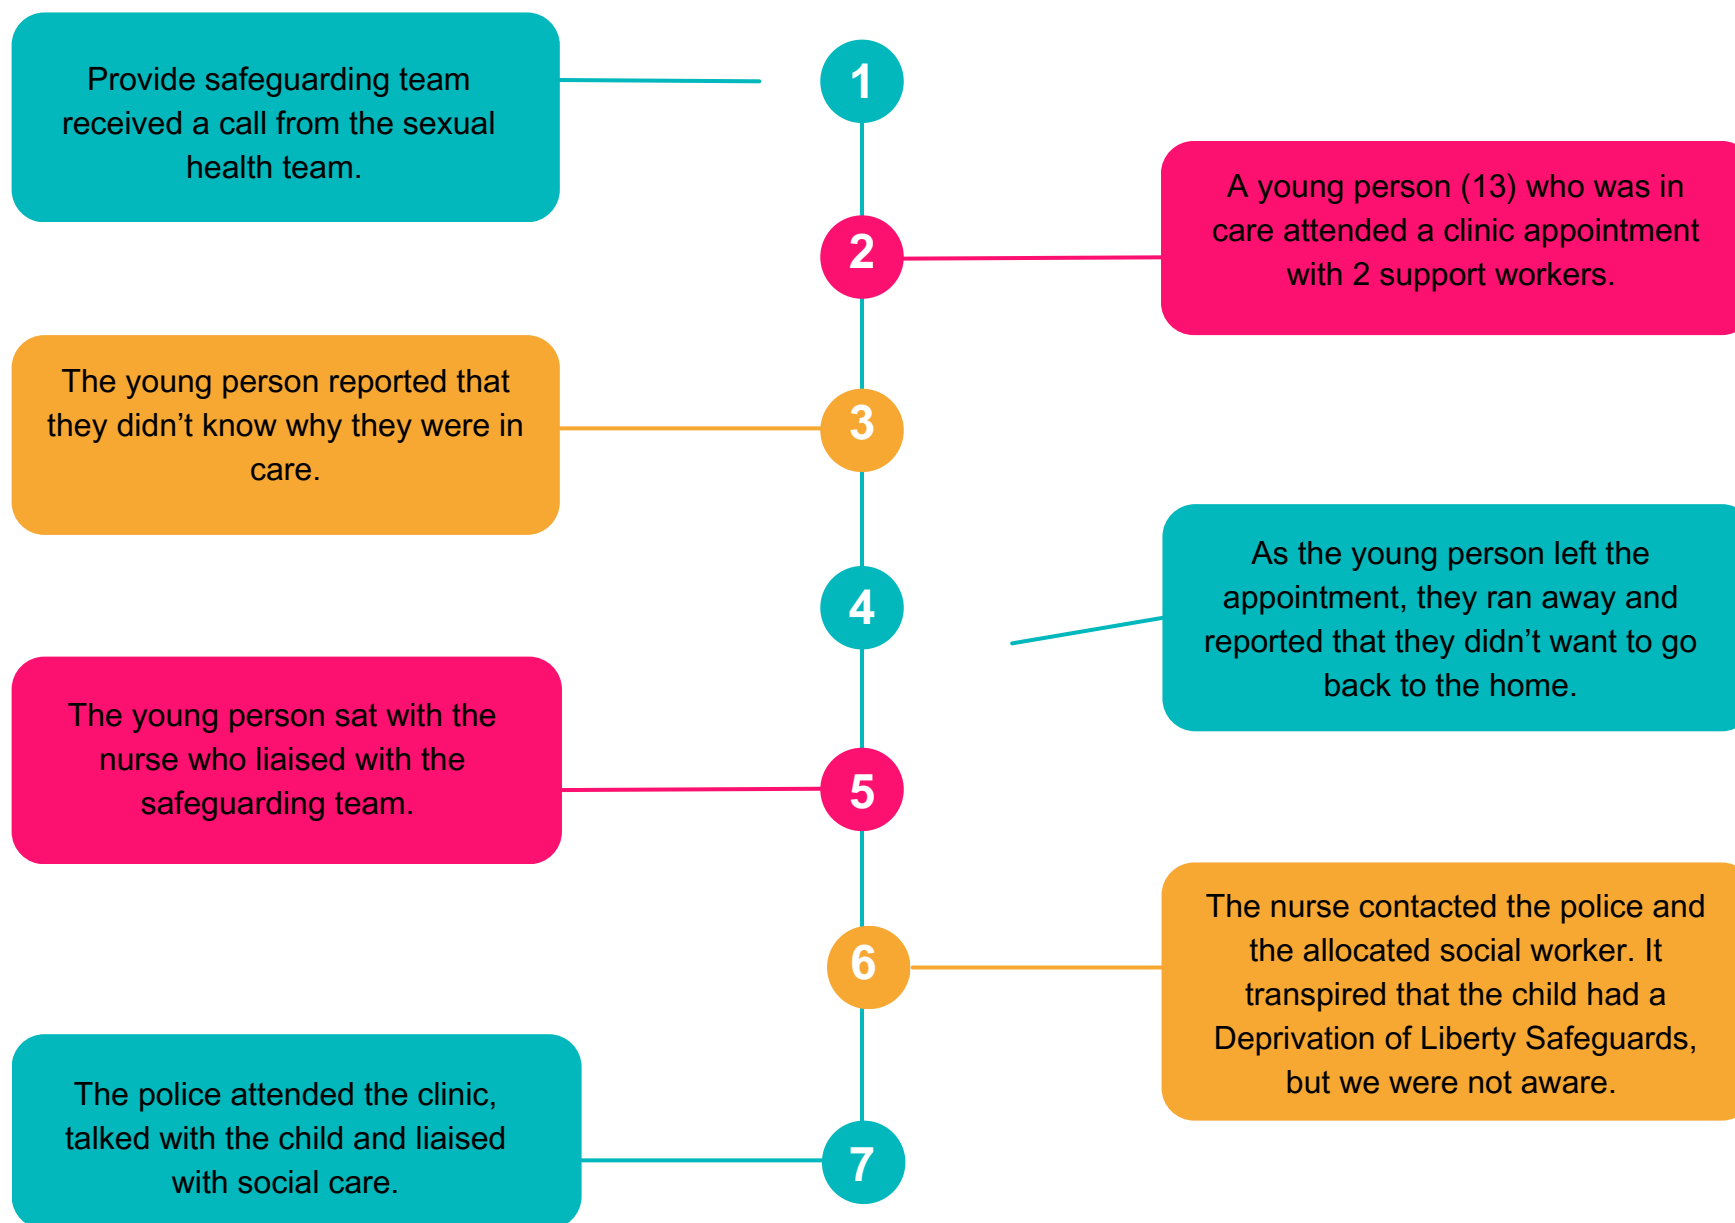 1
Provide safeguarding team
received a call from the sexual
health team.
2
A young person (13) who was in
care attended a clinic appointment
with 2 support workers.
3
The young person reported that
they didn’t know why they were in
care.
4
As the young person left the
appointment, they ran away and
reported that they didn’t want to go
back to the home.
5
The young person sat with the
nurse who liaised with the
safeguarding team.
6
The nurse contacted the police and
the allocated social worker. It
transpired that the child had a
Deprivation of Liberty Safeguards,
but we were not aware.
7
The police attended the clinic,
talked with the child and liaised
with social care.